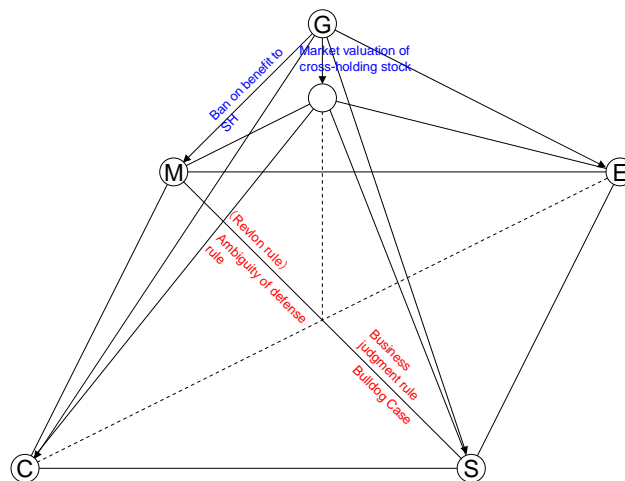 G
Market valuation of
cross-holding stock
Ban on benefit to
SH
M
E
(Revlon rule)
Ambiguity of defense
rule
Business
judgment rule
Bulldog Case
C
S